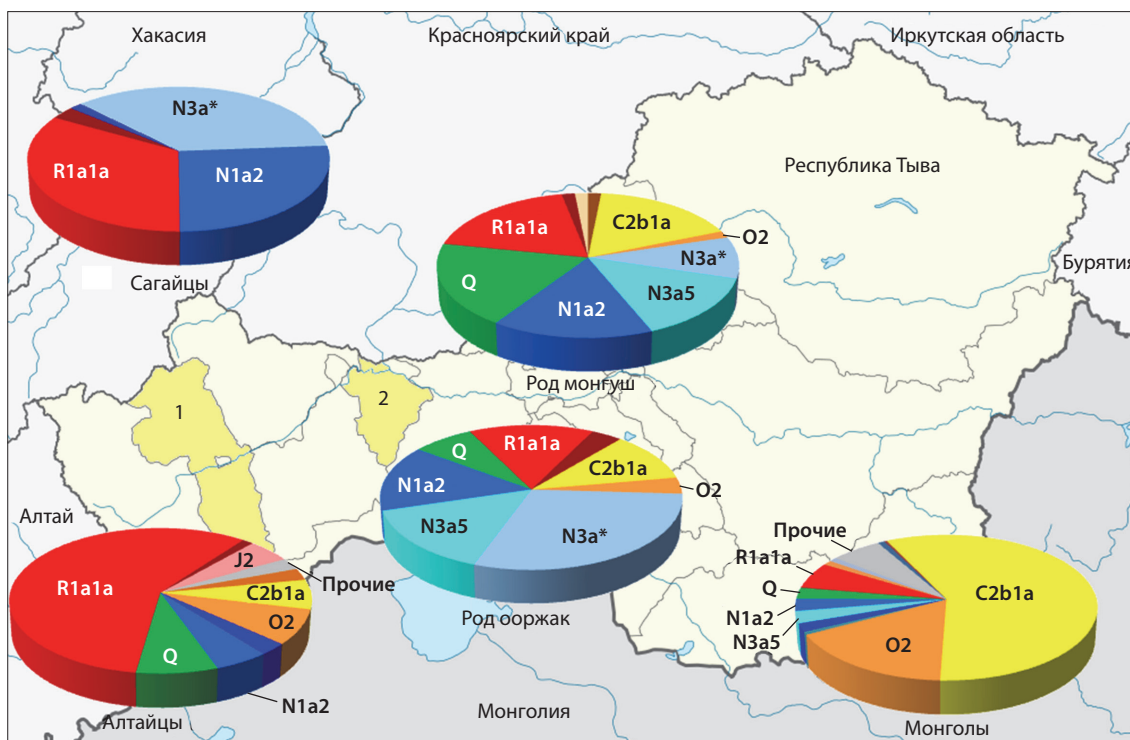 Хакасия
Красноярский край
Иркутская область
N3a*
R1a1a
N1a2
Сагайцы
Республика Тыва
R1a1a
C2b1a
O2
N3a*
Q
N3a5
N1a2
Род монгуш
Бурятия
1
2
Q
R1a1a
C2b1a
N1a2
O2
N3a5
N3a*
Род ооржак
Алтай
R1a1a
J2
Прочие
C2b1a
O2
Q
N1a2
Алтайцы
Прочие
R1a1a
C2b1a
Q
N1a2
N3a5
O2
Монголия
Монголы